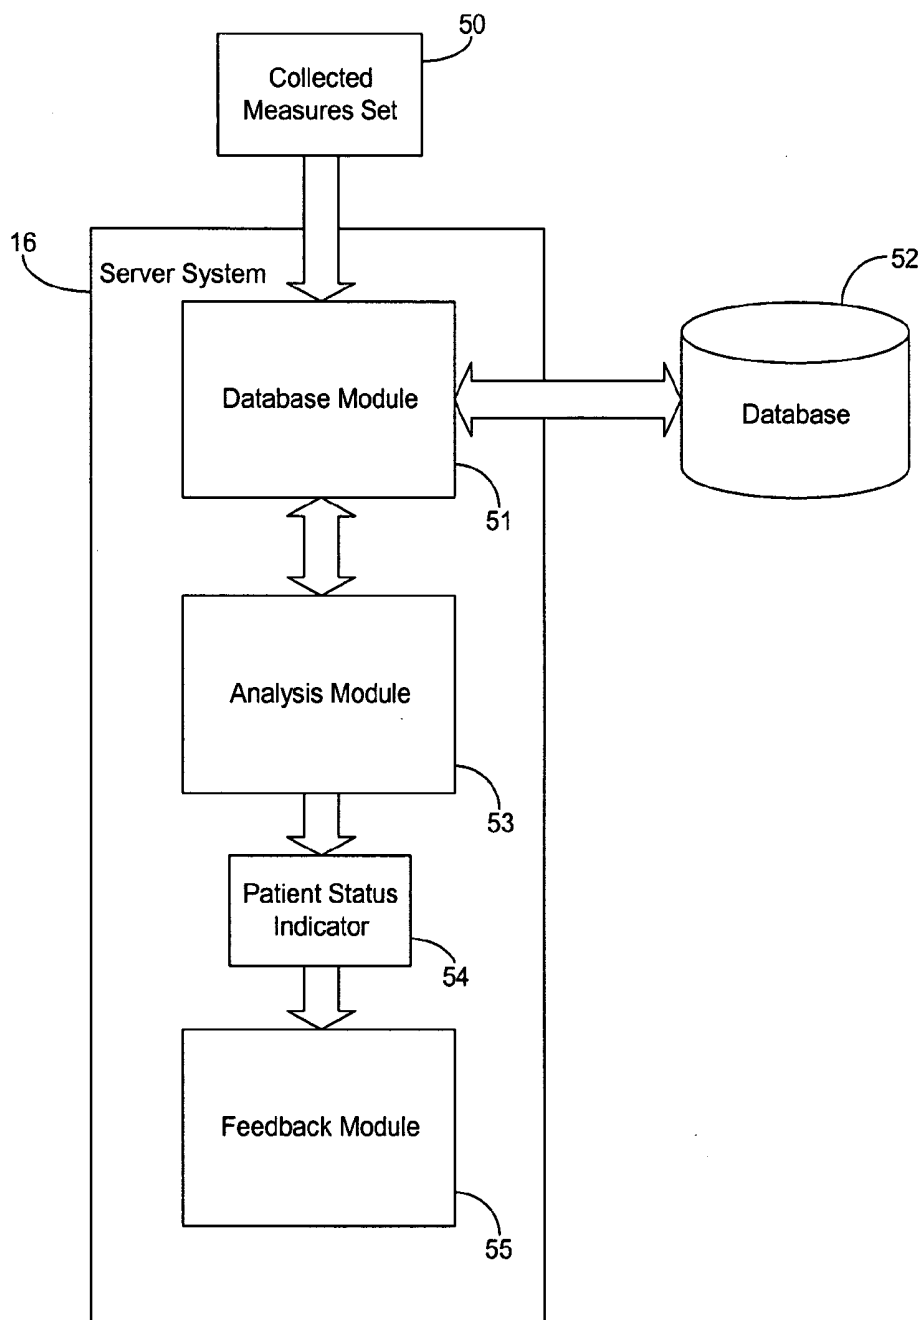 50
Collected
Measures Set
16
Server System
52
Database Module
Database
51
Analysis Module
53
Patient Status
Indicator
54
Feedback Module
55